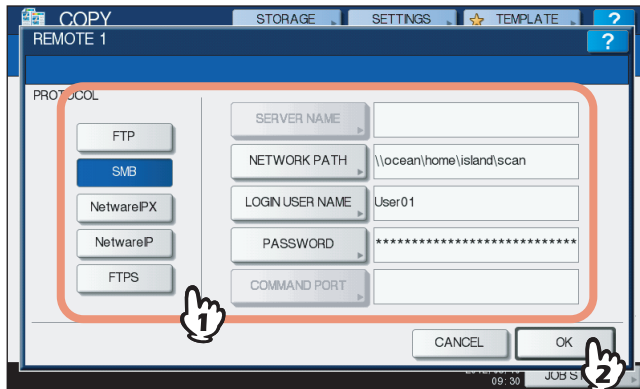 COPY STORAGE SETTINGS TEMPLATE ?
REMOTE 1 ?
PROTOCOL
FTP
SMB
NetwareIPX
NetwareIP
FTPS
SERVER NAME
NETWORK PATH \\ocean\home\island\scan
LOGIN USER NAME User01
PASSWORD ****************************
COMMAND PORT
1
CANCEL OK
2
09:30 JOB ST